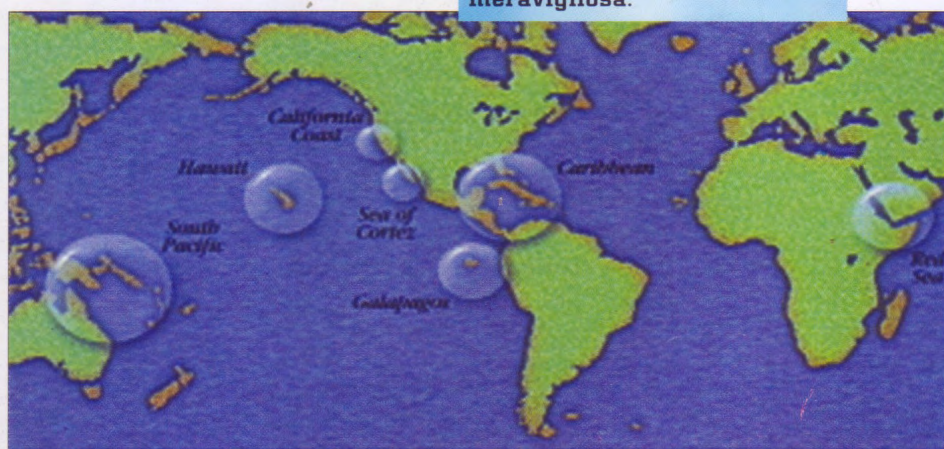 meravigliosa.
California
Coast
Hawaii
Caribbean
Sea of
Cortez
South
Pacific
Galapagos
Red
Sea